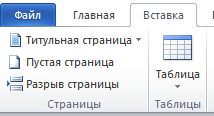 Файл Главная Вставка
Титульная страница
Пустая страница
Разрыв страницы
Таблица
Страницы Таблицы